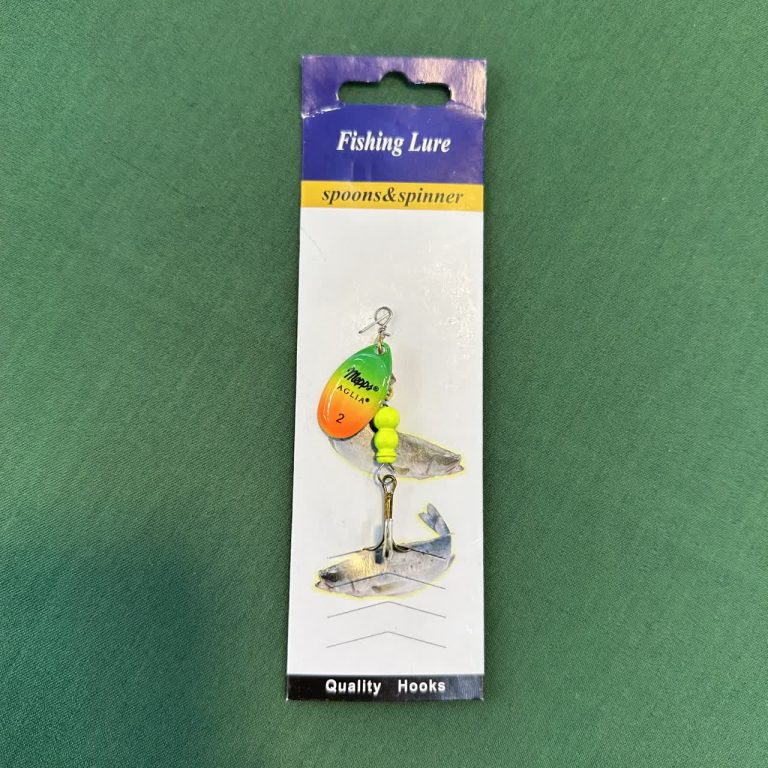 Fishing Lure
spoons&spinner
Mepps®
AGLIA®
2
Quality Hooks